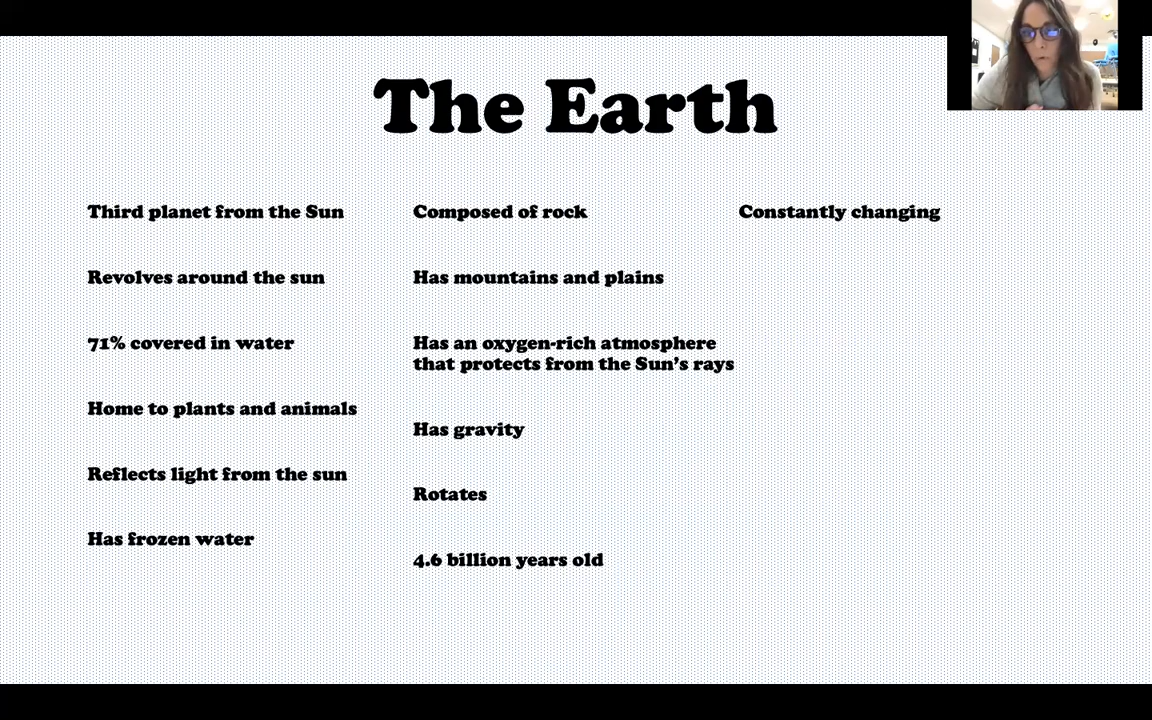 The Earth
Third planet from the Sun
Revolves around the sun
71% covered in water
Home to plants and animals
Reflects light from the sun
Has frozen water
Composed of rock
Has mountains and plains
Has an oxygen-rich atmosphere
that protects from the Sun’s rays
Has gravity
Rotates
4.6 billion years old
Constantly changing